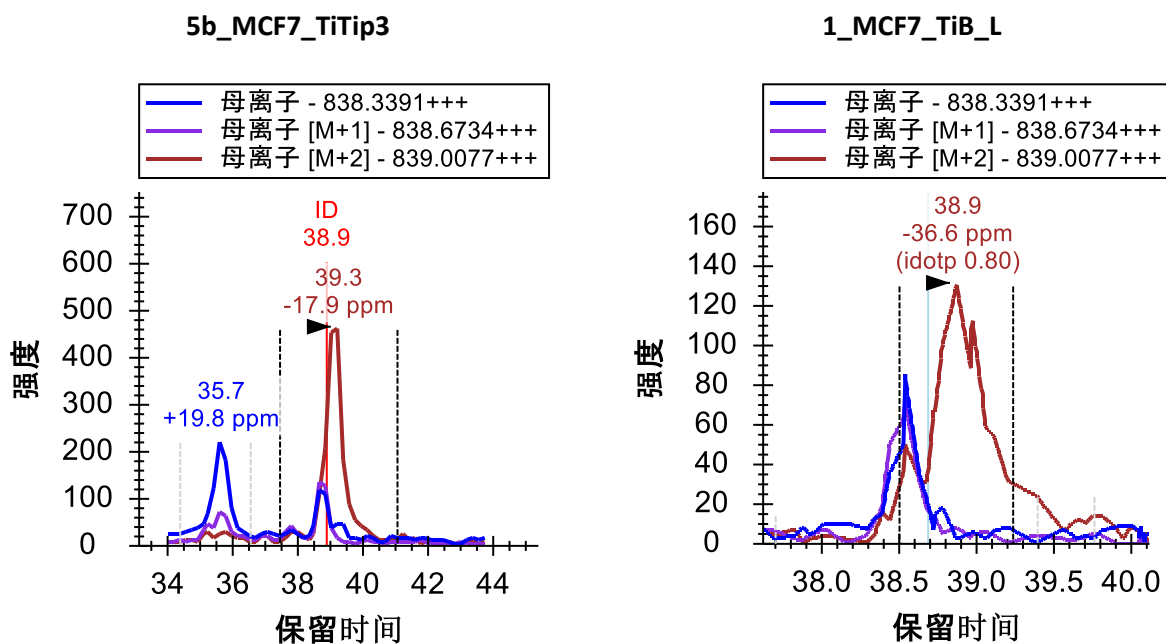 5b_MCF7_TiTip3
母离子 - 838.3391+++
母离子 [M+1] - 838.6734+++
母离子 [M+2] - 839.0077+++
700
600
500
400
300
200
100
0
强度
ID
38.9
39.3
-17.9 ppm
35.7
+19.8 ppm
34
36
38
40
42
44
保留时间
1_MCF7_TiB_L
母离子 - 838.3391+++
母离子 [M+1] - 838.6734+++
母离子 [M+2] - 839.0077+++
160
140
120
100
80
60
40
20
0
强度
38.9
-36.6 ppm
(idotp 0.80)
38.0
38.5
39.0
39.5
40.0
保留时间